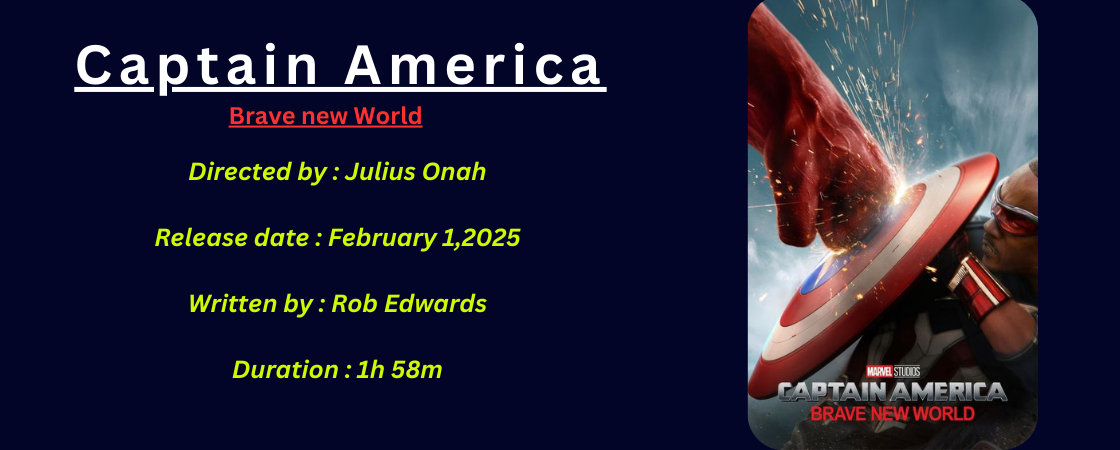 Captain America
Brave new World
Directed by : Julius Onah
Release date : February 1,2025
Written by : Rob Edwards
Duration : 1h 58m
MARVEL STUDIOS
CAPTAIN AMERICA
BRAVE NEW WORLD